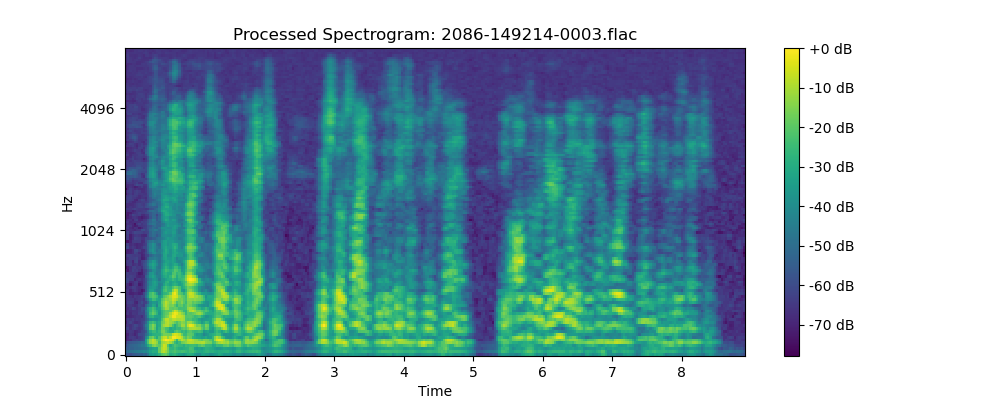 Processed Spectrogram: 2086-149214-0003.flac
4096
2048
1024
512
0
Hz
0 1 2 3 4 5 6 7 8
Time
+0 dB
-10 dB
-20 dB
-30 dB
-40 dB
-50 dB
-60 dB
-70 dB